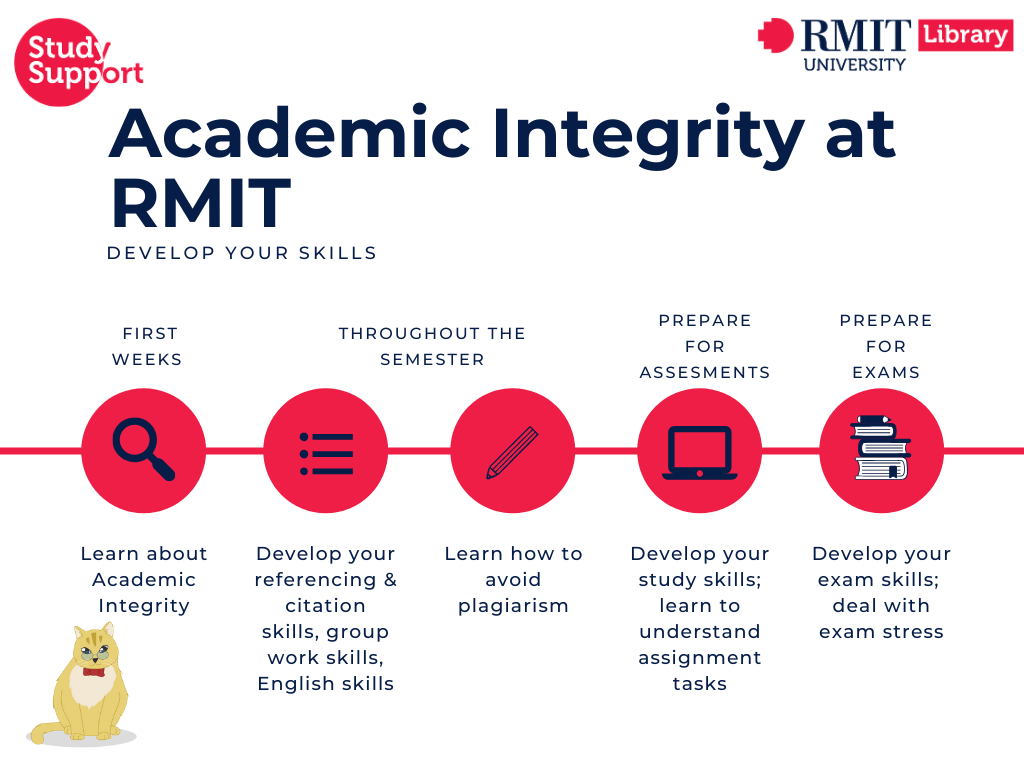 Study
Support
RMIT
UNIVERSITY
Library
Academic Integrity at
RMIT
DEVELOP YOUR SKILLS
FIRST
WEEKS
THROUGHOUT THE
SEMESTER
PREPARE
FOR
ASSESMENTS
PREPARE
FOR
EXAMS
Learn about
Academic
Integrity
Develop your
referencing &
citation
skills, group
work skills,
English skills
Learn how to
avoid
plagiarism
Develop your
study skills;
learn to
understand
assignment
tasks
Develop your
exam skills;
deal with
exam stress